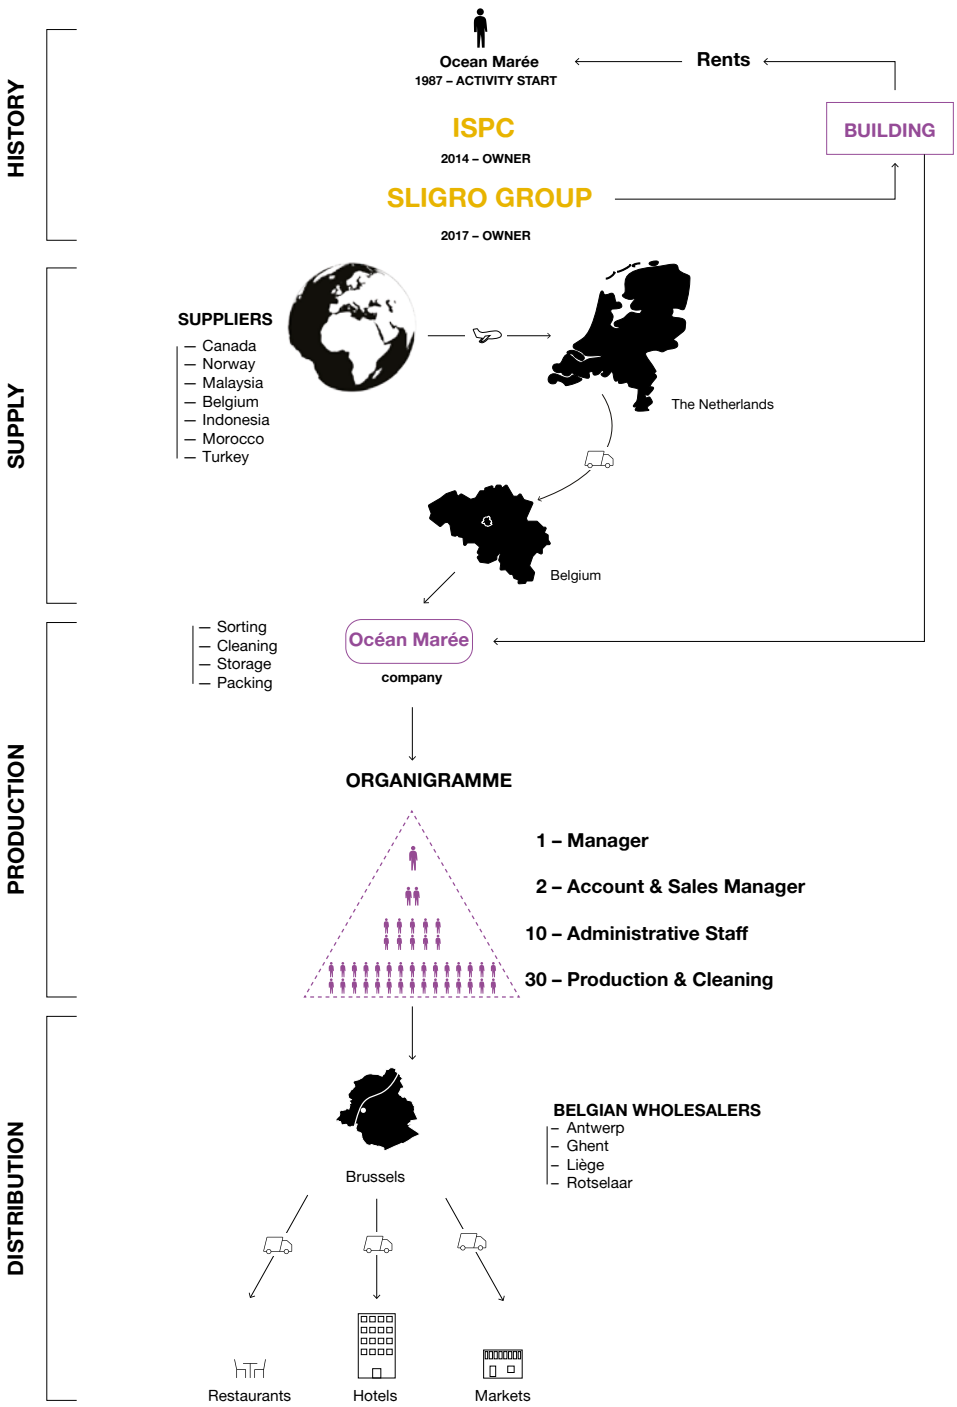 HISTORY
Ocean Marée
1987 – ACTIVITY START
Rents
BUILDING
ISPC
2014 – OWNER
SLIGRO GROUP
2017 – OWNER
SUPPLY
SUPPLIERS
— Canada
— Norway
— Malaysia
— Belgium
— Indonesia
— Morocco
— Turkey
The Netherlands
Belgium
PRODUCTION
— Sorting
— Cleaning
— Storage
— Packing
Océan Marée
company
ORGANIGRAMME
1 – Manager
2 – Account & Sales Manager
10 – Administrative Staff
30 – Production & Cleaning
DISTRIBUTION
Brussels
BELGIAN WHOLESALERS
– Antwerp
– Ghent
– Liège
– Rotselaar
Restaurants
Hotels
Markets